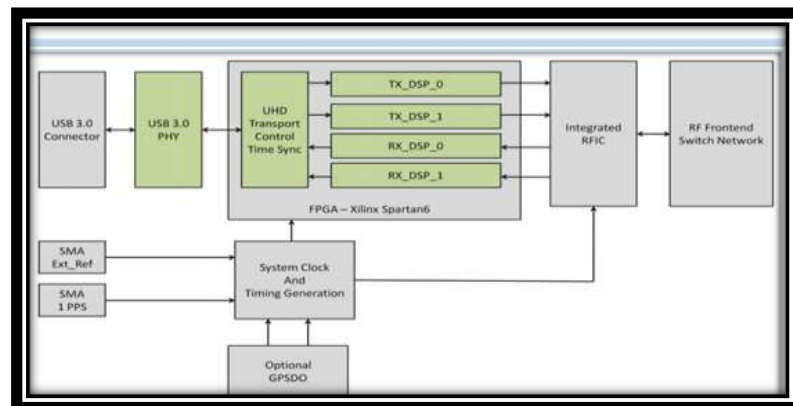 USB 3.0
Connector
USB 3.0
PHY
UHD
Transport
Control
Time Sync
TX_DSP_0
TX_DSP_1
RX_DSP_0
RX_DSP_1
FPGA – Xilinx Spartan6
Integrated
RFIC
RF Frontend
Switch Network
SMA
Ext_Ref
SMA
1 PPS
System Clock
And
Timing Generation
Optional
GPSDO